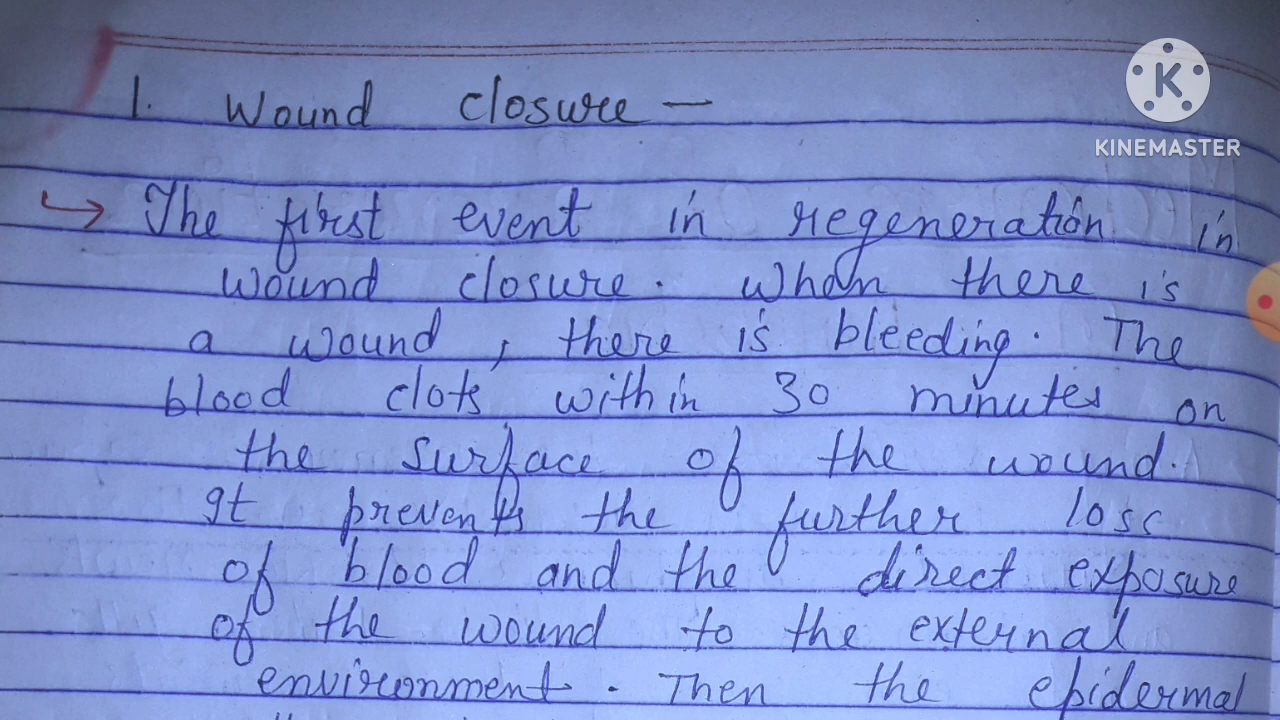 KINEMASTER
1. Wound closure —
↪ The first event in regeneration in
wound closure. Whan there is
a wound, there is bleeding. The
blood clots within 30 minutes on
the surface of the wound.
It prevents the further loss
of blood and the direct exposure
of the wound to the external
environment. Then the epidermal